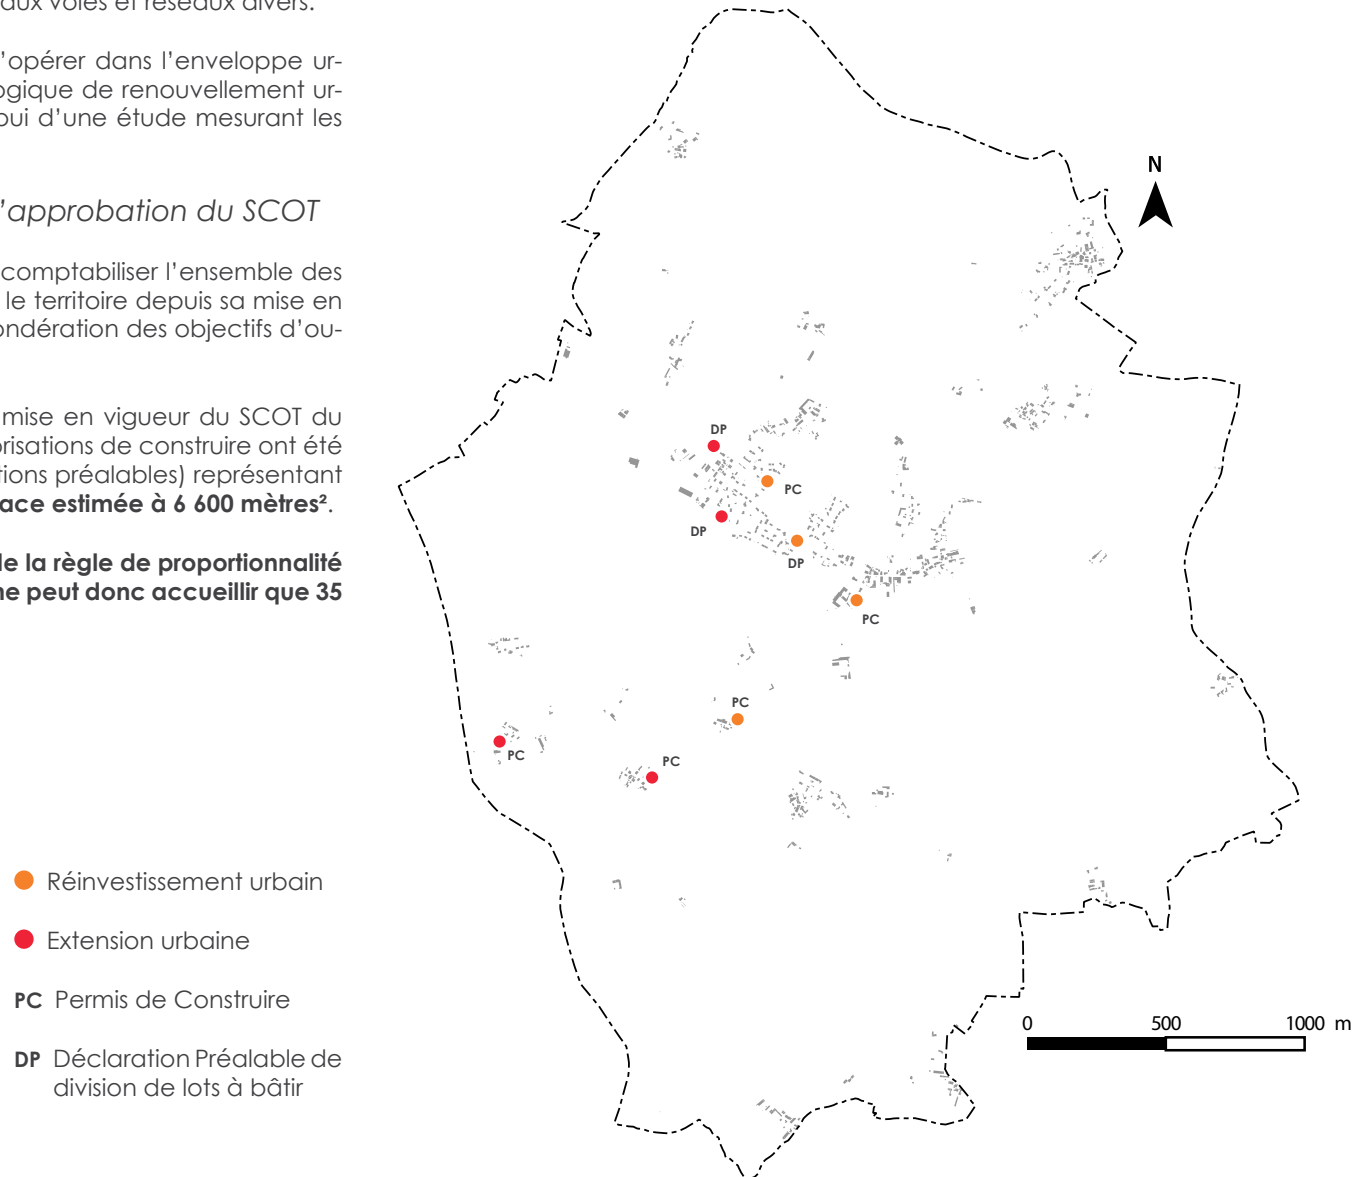 aux voies et réseaux divers.
'opérer dans l'enveloppe ur-
ogique de renouvellement ur-
pui d'une étude mesurant les
'approbation du SCOT
comptabiliser l'ensemble des
le territoire depuis sa mise en
ondération des objectifs d'ou-
mise en vigueur du SCOT du
orisations de construire ont été
tions préalables) représentant
ace estimée à 6 600 mètres².
de la règle de proportionnalité
ne peut donc accueillir que 35
N
DP
PC
DP
DP
PC
PC
PC
PC
Réinvestissement urbain
Extension urbaine
PC Permis de Construire
DP Déclaration Préalable de
division de lots à bâtir
0 500 1000 m